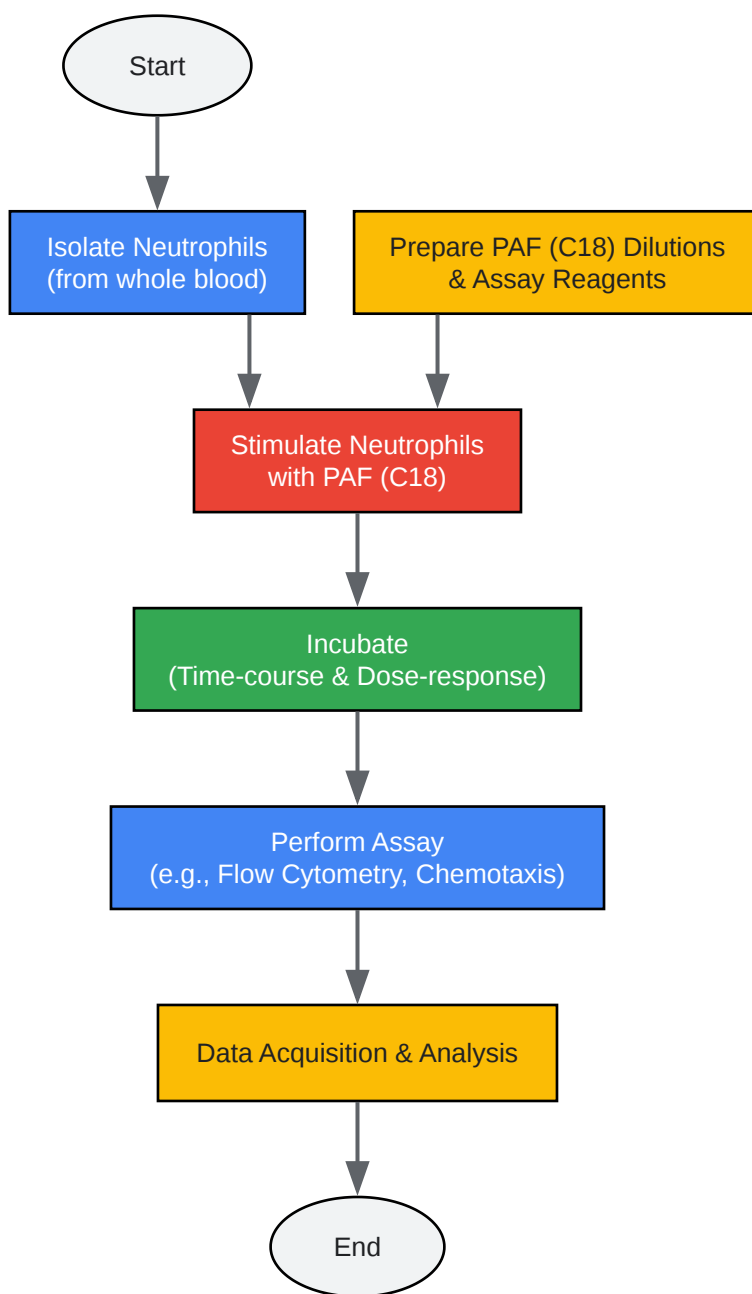 Start
Isolate Neutrophils
(from whole blood)
Prepare PAF (C18) Dilutions
& Assay Reagents
Stimulate Neutrophils
with PAF (C18)
Incubate
(Time-course & Dose-response)
Perform Assay
(e.g., Flow Cytometry, Chemotaxis)
Data Acquisition & Analysis
End